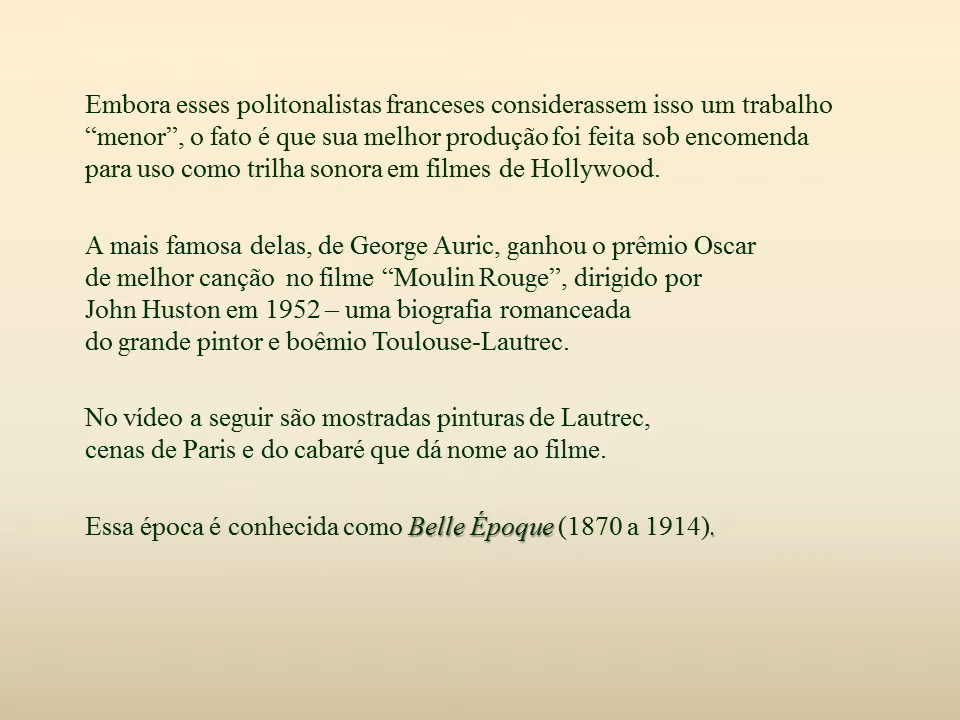 Embora esses politonalistas franceses considerassem isso um trabalho
“menor”, o fato é que sua melhor produção foi feita sob encomenda
para uso como trilha sonora em filmes de Hollywood.
A mais famosa delas, de George Auric, ganhou o prêmio Oscar
de melhor canção  no filme “Moulin Rouge”, dirigido por
John Huston em 1952 – uma biografia romanceada
do grande pintor e boêmio Toulouse-Lautrec.
No vídeo a seguir são mostradas pinturas de Lautrec,
cenas de Paris e do cabaré que dá nome ao filme.
Essa época é conhecida como Belle Époque (1870 a 1914).